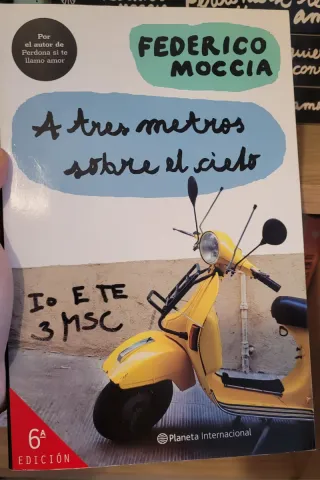 Por
el autor de
Perdona si te
llamo amor
FEDERICO
MOCCIA
A tres metros
sobre el cielo
Io E TE
3 MSC
6ª
EDICIÓN
Planeta Internacional